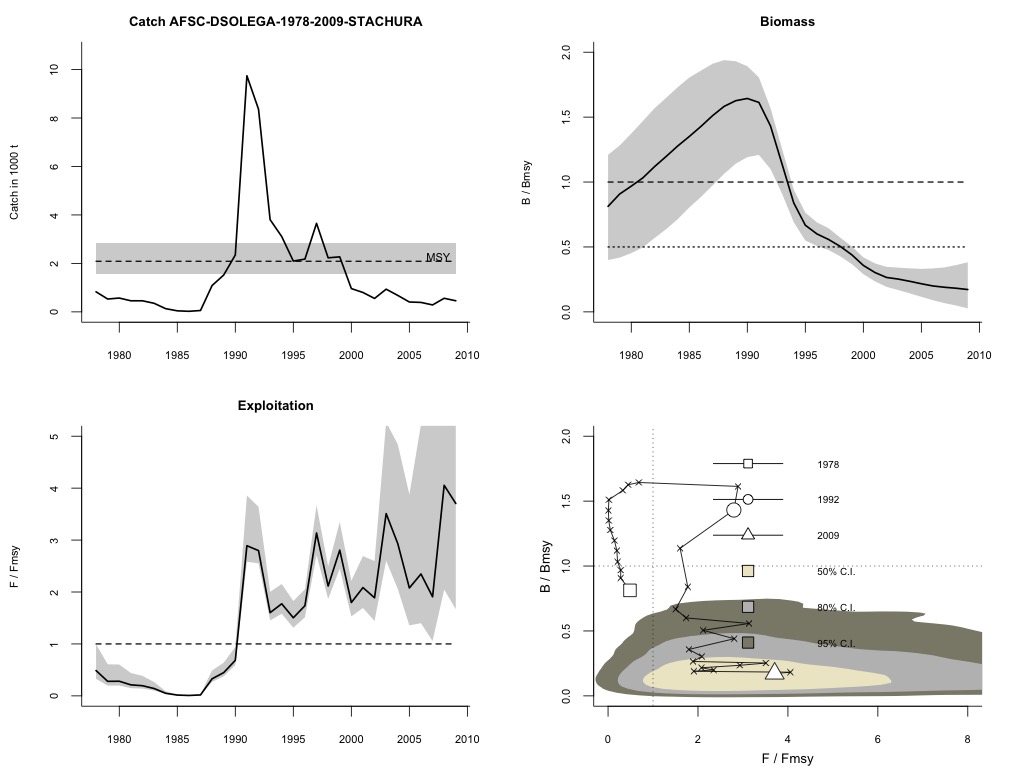 Catch AFSC-DSOLEGA-1978-2009-STACHURA
Catch in 1000 t
0 2 4 6 8 10
MSY
1980 1985 1990 1995 2000 2005 2010
Biomass
B / Bmsy
0.0 0.5 1.0 1.5 2.0
1980 1985 1990 1995 2000 2005 2010
Exploitation
F / Fmsy
0 1 2 3 4 5
1980 1985 1990 1995 2000 2005 2010
B / Bmsy
0.0 0.5 1.0 1.5 2.0
1978
1992
2009
50% C.I.
80% C.I.
95% C.I.
0 2 4 6 8
F / Fmsy